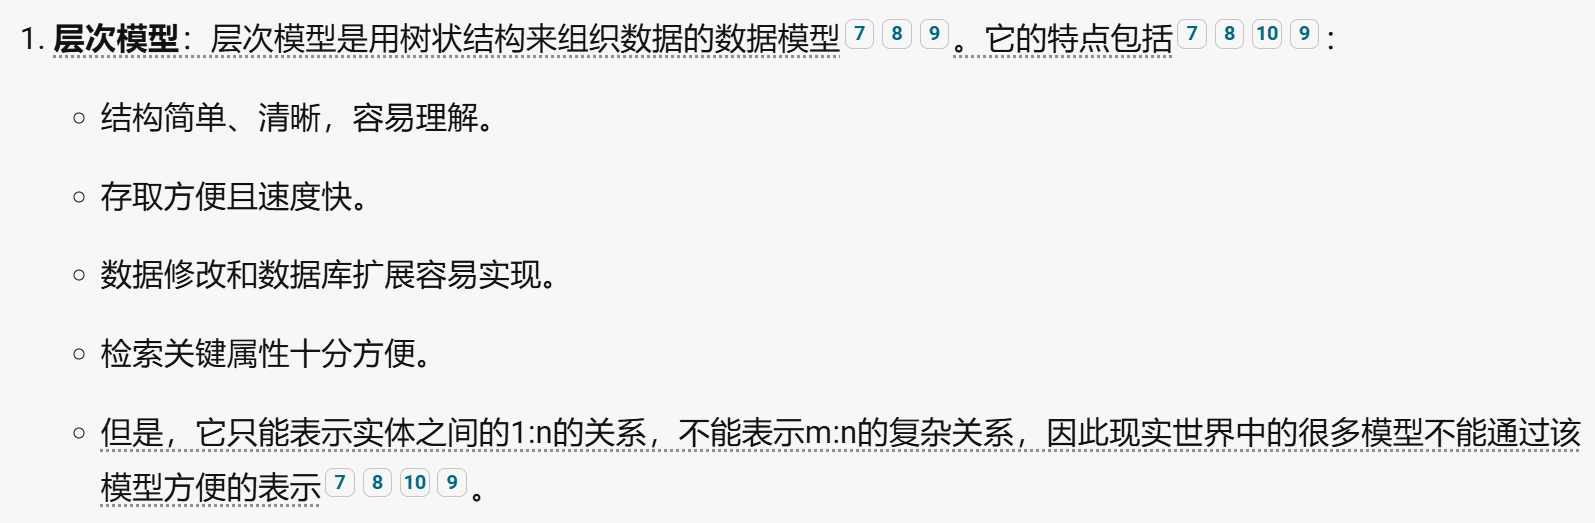 1. 层次模型：层次模型是用树状结构来组织数据的数据模型 7 8 9 。它的特点包括 7 8 10 9 ：
○ 结构简单、清晰，容易理解。
○ 存取方便且速度快。
○ 数据修改和数据库扩展容易实现。
○ 检索关键属性十分方便。
○ 但是，它只能表示实体之间的1:n的关系，不能表示m:n的复杂关系，因此现实世界中的很多模型不能通过该
模型方便的表示 7 8 10 9 。